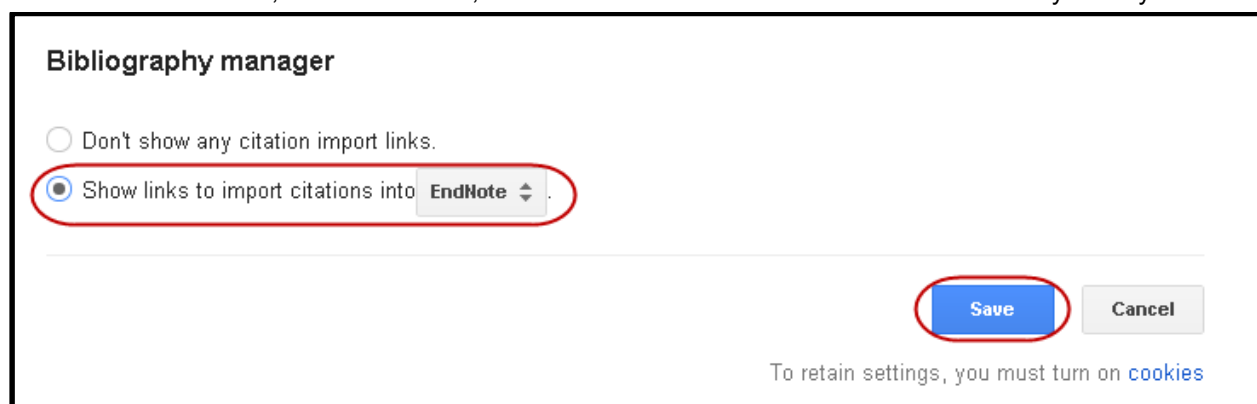 Bibliography manager
Don't show any citation import links.
Show links to import citations into EndNote .
Save Cancel
To retain settings, you must turn on cookies